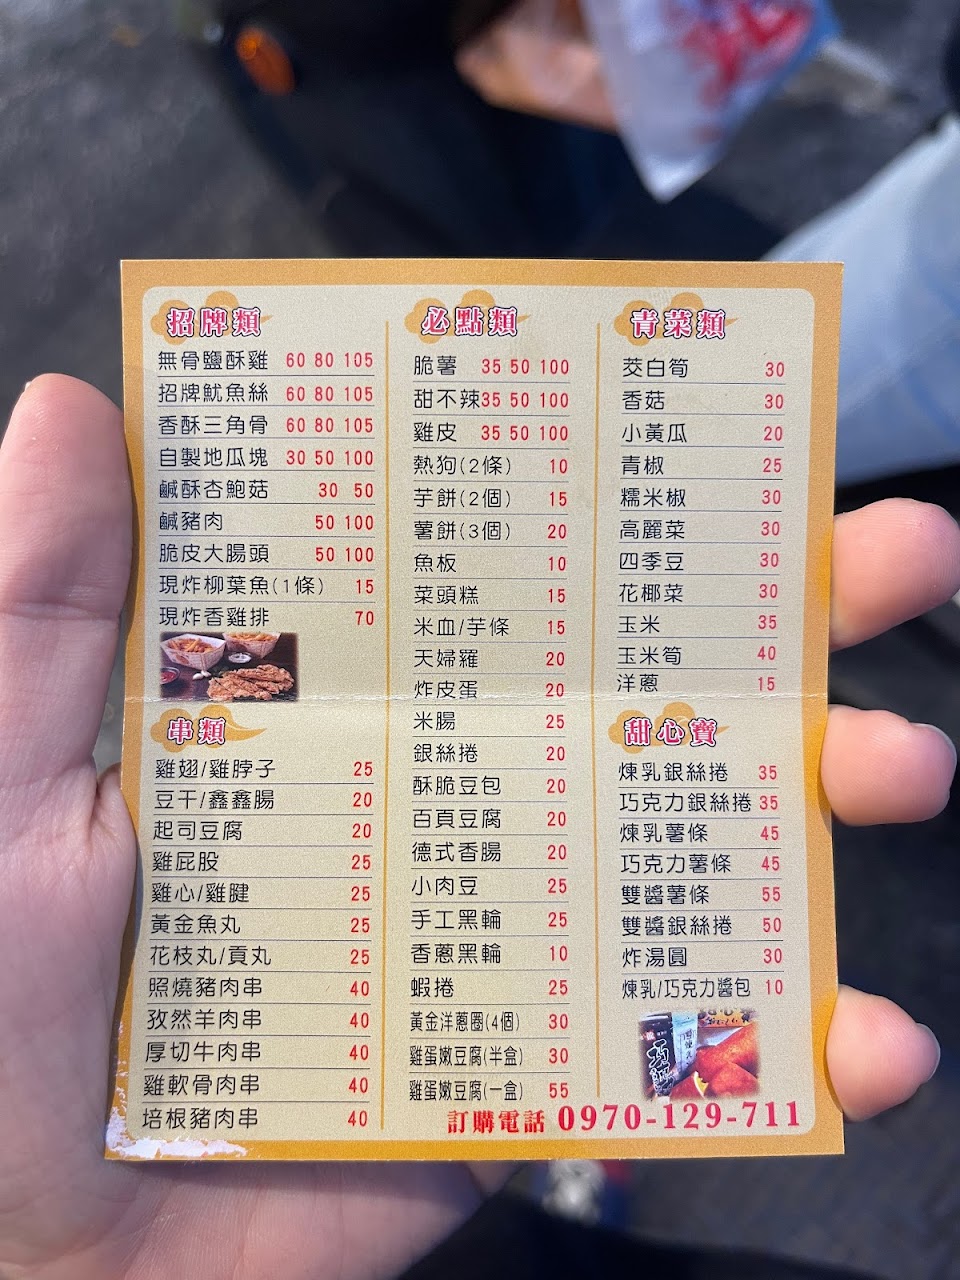 招牌類
無骨鹽酥雞 60 80 105
招牌魷魚絲 60 80 105
香酥三角骨 60 80 105
自製地瓜塊 30 50 100
鹹酥杏鮑菇 30 50
鹹豬肉 50 100
脆皮大腸頭 50 100
現炸柳葉魚(1條) 15
現炸香雞排 70
串類
雞翅/雞脖子 25
豆干/鑫鑫腸 20
起司豆腐 20
雞屁股 25
雞心/雞腱 25
黃金魚丸 25
花枝丸/貢丸 25
照燒豬肉串 40
孜然羊肉串 40
厚切牛肉串 40
雞軟骨肉串 40
培根豬肉串 40
必點類
脆薯 35 50 100
甜不辣35 50 100
雞皮 35 50 100
熱狗(2條) 10
芋餅(2個) 15
薯餅(3個) 20
魚板 10
菜頭糕 15
米血/芋條 15
天婦羅 20
炸皮蛋 20
米腸 25
銀絲捲 20
酥脆豆包 20
百頁豆腐 20
德式香腸 20
小肉豆 25
手工黑輪 25
香蔥黑輪 10
蝦捲 25
黃金洋蔥圈(4個) 30
雞蛋嫩豆腐(半盒) 30
雞蛋嫩豆腐(一盒) 55
青菜類
茭白筍 30
香菇 30
小黃瓜 20
青椒 25
糯米椒 30
高麗菜 30
四季豆 30
花椰菜 30
玉米 35
玉米筍 40
洋蔥 15
甜心寶
煉乳銀絲捲 35
巧克力銀絲捲 35
煉乳薯條 45
巧克力薯條 45
雙醬薯條 55
雙醬銀絲捲 50
炸湯圓 30
煉乳/巧克力醬包 10
訂購電話 0970-129-711